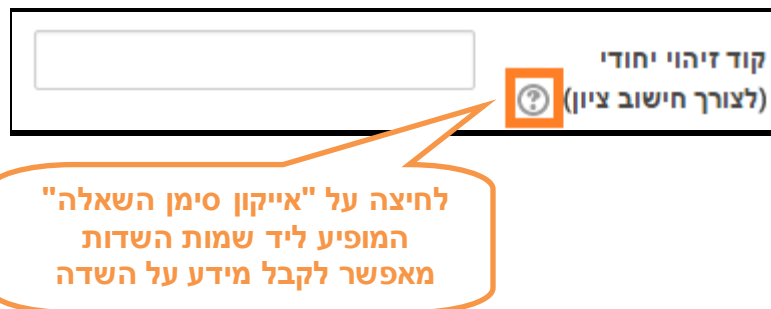 קוד זיהוי יחודי
(לצורך חישוב ציון)
לחיצה על "אייקון סימן השאלה"
המופיע ליד שמות השדות
מאפשר לקבל מידע על השדה